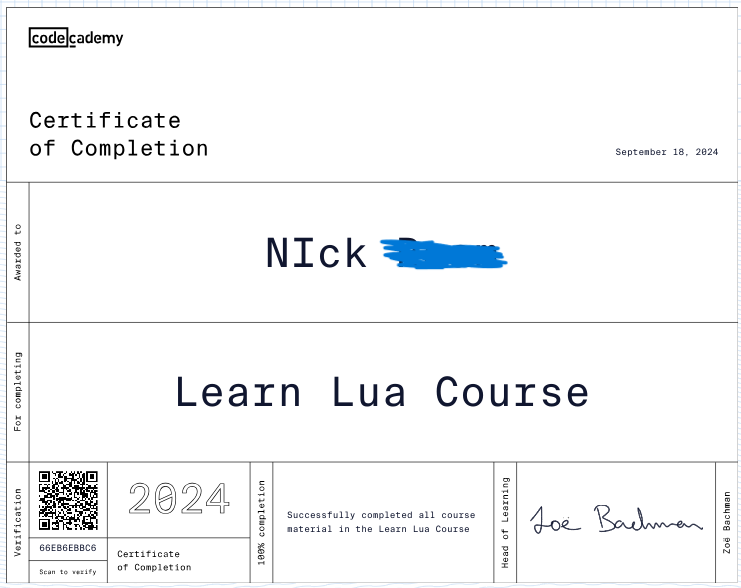 codecademy
Certificate
of Completion
September 18, 2024
Awarded to
NIck
For completing
Learn Lua Course
Verification
66EB6EBBC6
Scan to verify
2024
Certificate
of Completion
100% completion
Successfully completed all course
material in the Learn Lua Course
Head of Learning
Zoë Bachman
Zoë Bachman